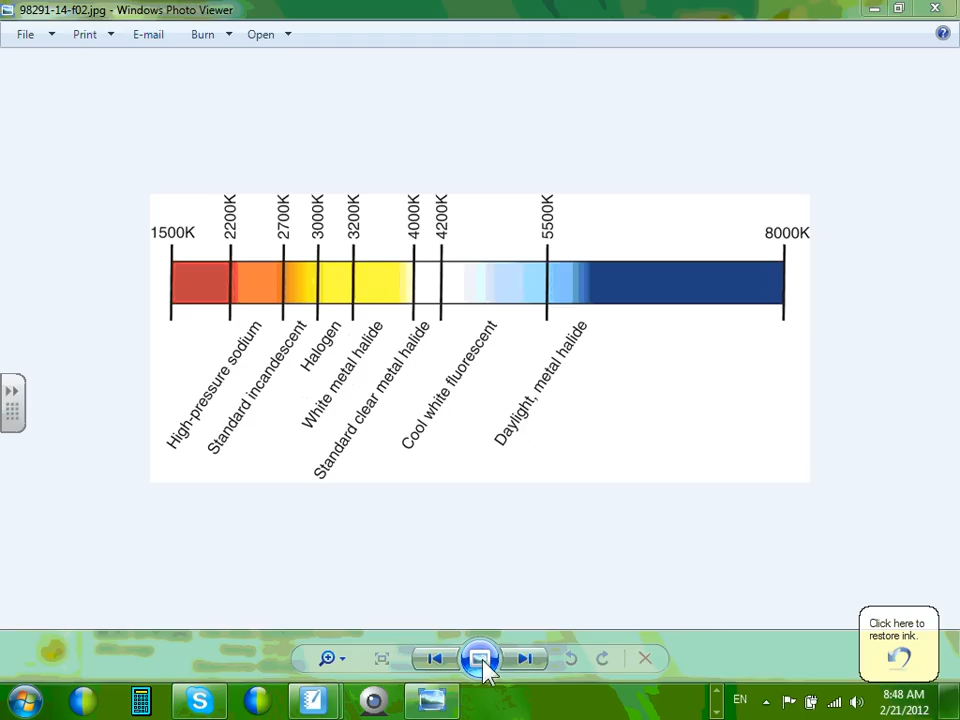 98291-14-f02.jpg - Windows Photo Viewer
File Print E-mail Burn Open
1500K
2200K
2700K
3000K
3200K
4000K
4200K
5500K
8000K
High-pressure sodium
Standard incandescent
Halogen
White metal halide
Standard clear metal halide
Cool white fluorescent
Daylight, metal halide
Click here to
restore ink.
EN
8:48 AM
2/21/2012